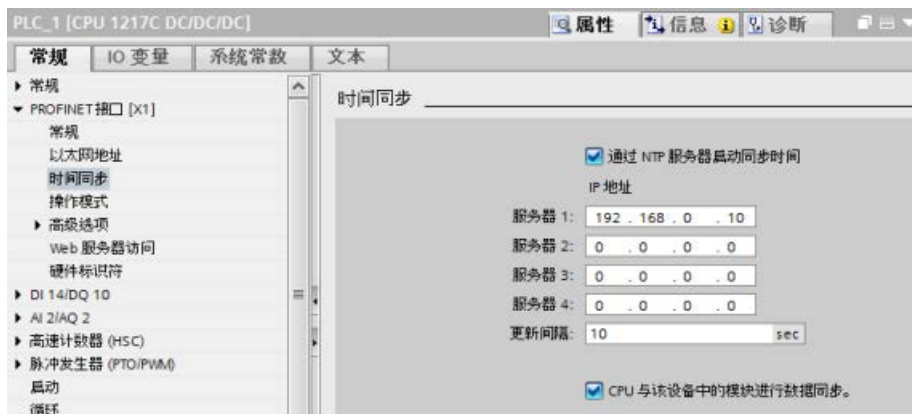 PLC_1 [CPU 1217C DC/DC/DC]
属性 信息 诊断
常规 IO 变量 系统常数 文本
常规
PROFINET接口 [X1]
常规
以太网地址
时间同步
操作模式
高级选项
Web 服务器访问
硬件标识符
DI 14/DQ 10
AI 2/AQ 2
高速计数器 (HSC)
脉冲发生器 (PTO/PWM)
启动
循环
时间同步
通过 NTP 服务器启动同步时间
IP 地址
服务器 1: 192 . 168 . 0 . 10
服务器 2: 0 . 0 . 0 . 0
服务器 3: 0 . 0 . 0 . 0
服务器 4: 0 . 0 . 0 . 0
更新间隔: 10 sec
CPU 与该设备中的模块进行数据同步。